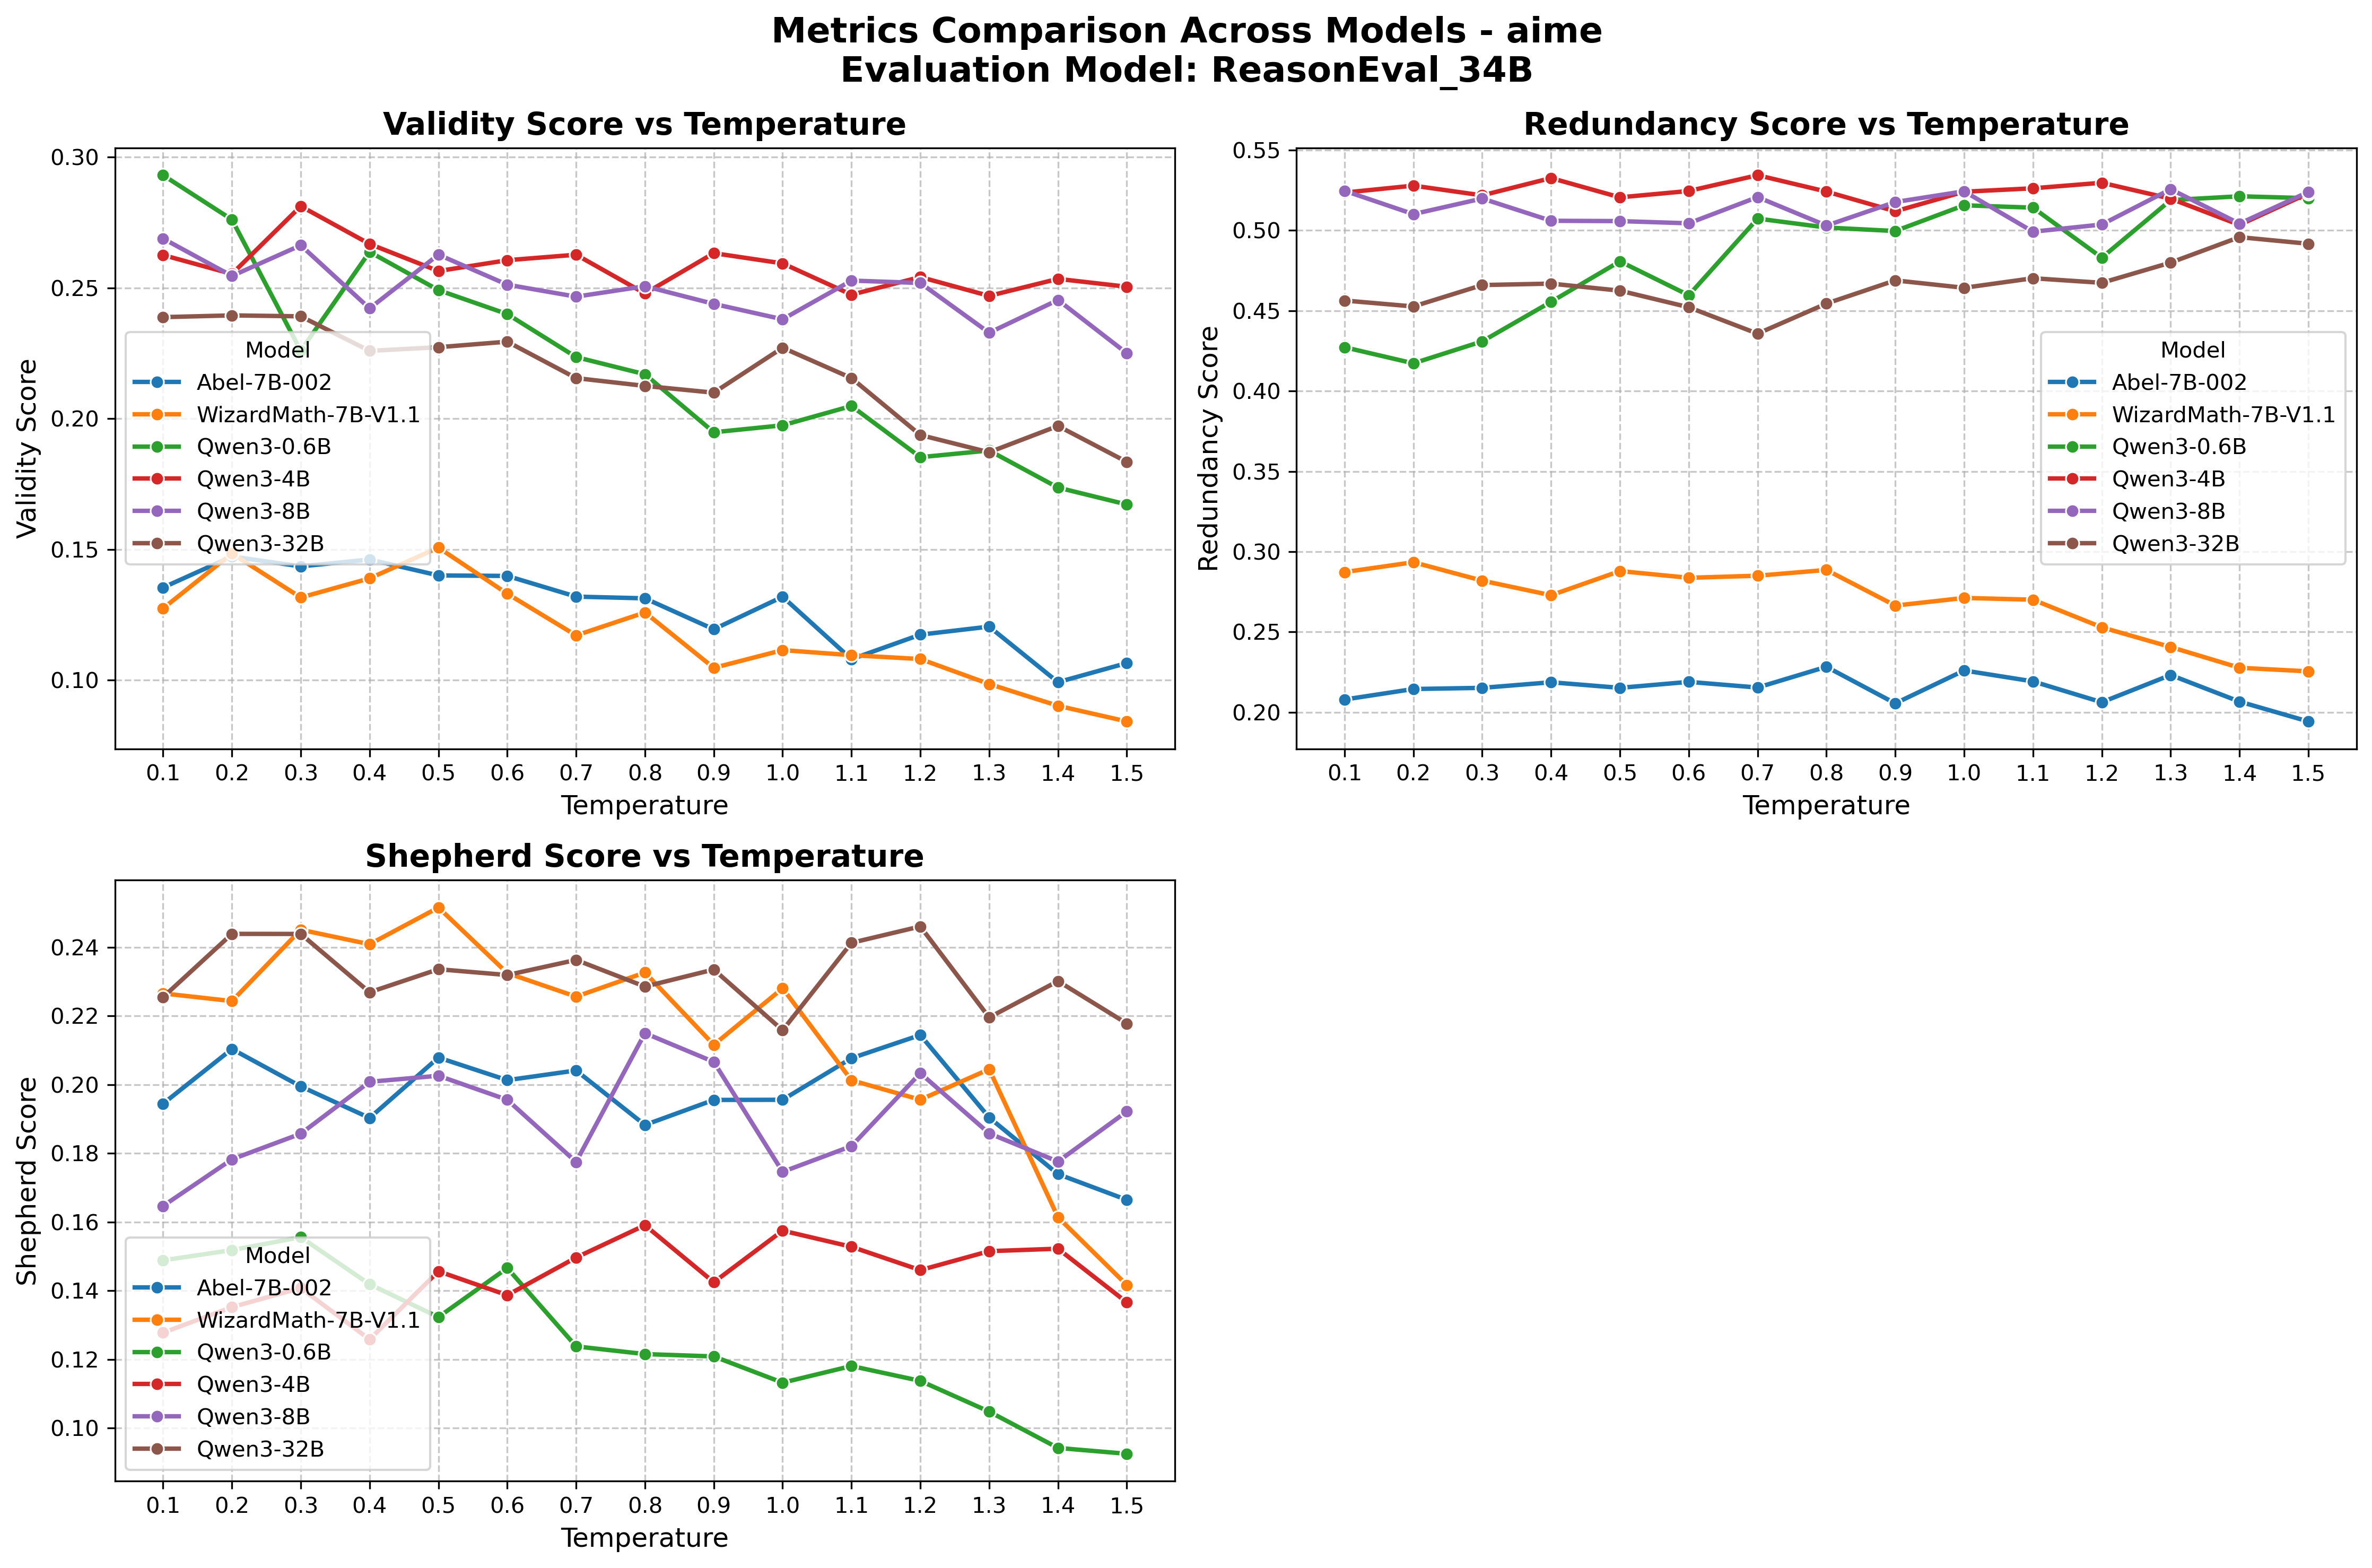 Metrics Comparison Across Models - aime
Evaluation Model: ReasonEval_34B
Validity Score vs Temperature
Validity Score
0.30
0.25
0.20
0.15
0.10
Model
Abel-7B-002
WizardMath-7B-V1.1
Qwen3-0.6B
Qwen3-4B
Qwen3-8B
Qwen3-32B
0.1 0.2 0.3 0.4 0.5 0.6 0.7 0.8 0.9 1.0 1.1 1.2 1.3 1.4 1.5
Temperature
Redundancy Score vs Temperature
Redundancy Score
0.55
0.50
0.45
0.40
0.35
0.30
0.25
0.20
Model
Abel-7B-002
WizardMath-7B-V1.1
Qwen3-0.6B
Qwen3-4B
Qwen3-8B
Qwen3-32B
0.1 0.2 0.3 0.4 0.5 0.6 0.7 0.8 0.9 1.0 1.1 1.2 1.3 1.4 1.5
Temperature
Shepherd Score vs Temperature
Shepherd Score
0.24
0.22
0.20
0.18
0.16
0.14
0.12
0.10
Model
Abel-7B-002
WizardMath-7B-V1.1
Qwen3-0.6B
Qwen3-4B
Qwen3-8B
Qwen3-32B
0.1 0.2 0.3 0.4 0.5 0.6 0.7 0.8 0.9 1.0 1.1 1.2 1.3 1.4 1.5
Temperature